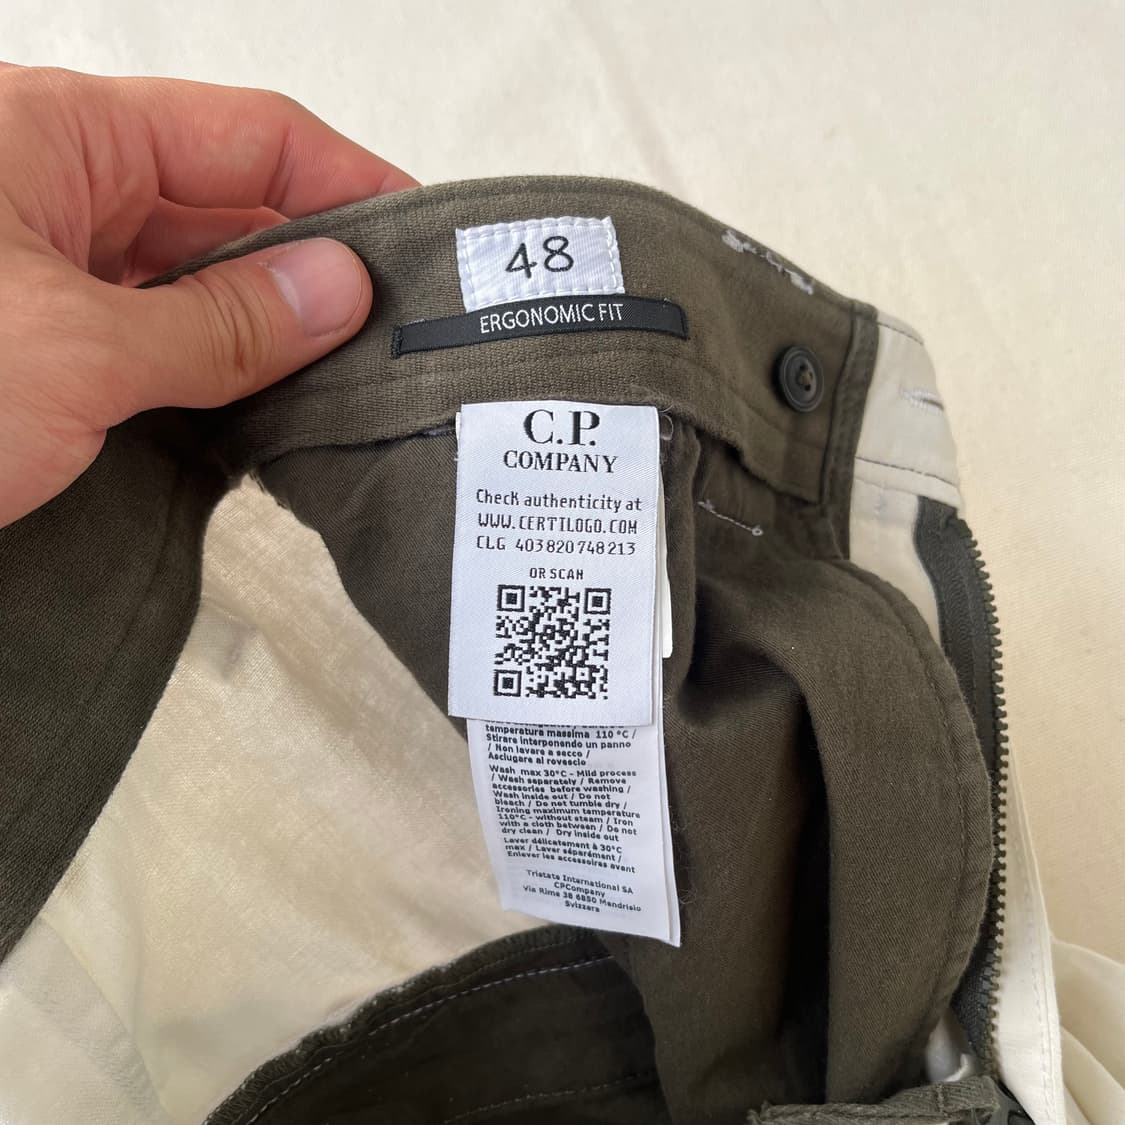 48
ERGONOMIC FIT
C.P.
COMPANY
Check authenticity at
WWW.CERTILOGO.COM
CLG 403820748213
OR SCAN
temperatura massima 110 °C /
Stirare interponendo un panno
/ Non lavare a secco /
Asciugare al rovescio
Wash max 30°C - Mild process
/ Wash separately / Remove
accessories before washing /
Wash inside out / Do not
bleach / Do not tumble dry /
Ironing maximum temperature
110°C - without steam / Iron
with a cloth between / Do not
dry clean / Dry inside out
Laver délicatement à 30°C
max / Laver séparément /
Enlever les accessoires avant
Tristate International SA
CPCompany
Via Rime 38 6850 Mendrisio
Svizzera